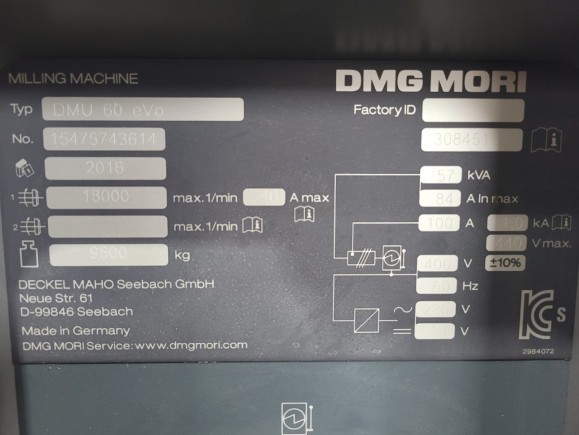 MILLING MACHINE
DMG MORI
Typ DMU 60 eVo
Factory ID
No. 15475743614
2016
57 kVA
1 18000 max. 1/min A max
84 A In max
2 max. 1/min
100 A kA
V max.
9800 kg
400 V ±10%
Hz
DECKEL MAHO Seebach GmbH
Neue Str. 61
D-99846 Seebach
V
V
Made in Germany
DMG MORI Service: www.dmgmori.com
S
2984072